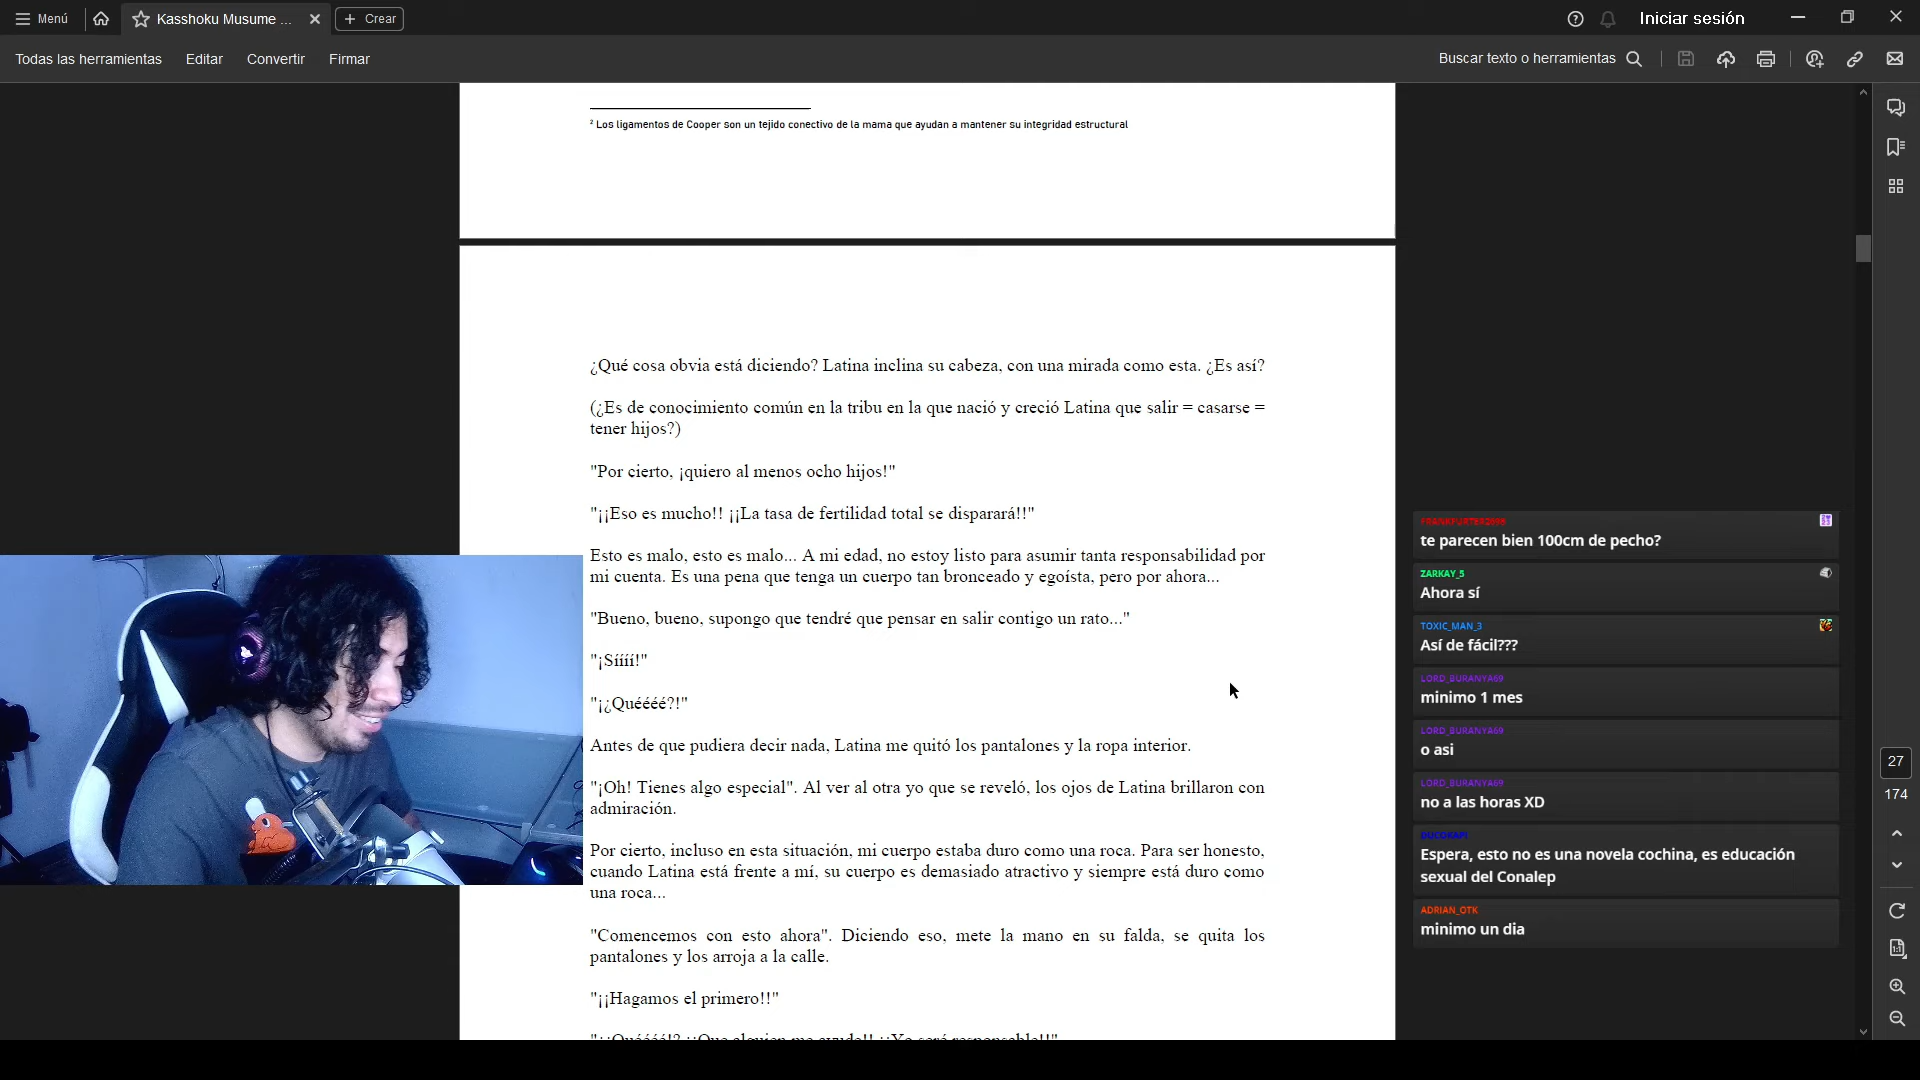 Menú
Kasshoku Musume ...
Crear
Iniciar sesión
Todas las herramientas
Editar
Convertir
Firmar
Buscar texto o herramientas
² Los ligamentos de Cooper son un tejido conectivo de la mama que ayudan a mantener su integridad estructural
¿Qué cosa obvia está diciendo? Latina inclina su cabeza, con una mirada como esta. ¿Es así?
(¿Es de conocimiento común en la tribu en la que nació y creció Latina que salir = casarse =
tener hijos?)
"Por cierto, ¡quiero al menos ocho hijos!"
"¡¡Eso es mucho!! ¡¡La tasa de fertilidad total se disparará!!"
Esto es malo, esto es malo... A mi edad, no estoy listo para asumir tanta responsabilidad por
mi cuenta. Es una pena que tenga un cuerpo tan bronceado y egoísta, pero por ahora...
"Bueno, bueno, supongo que tendré que pensar en salir contigo un rato..."
"¡Síííí!"
"¡¿Quéééé?!"
Antes de que pudiera decir nada, Latina me quitó los pantalones y la ropa interior.
"¡Oh! Tienes algo especial". Al ver al otra yo que se reveló, los ojos de Latina brillaron con
admiración.
Por cierto, incluso en esta situación, mi cuerpo estaba duro como una roca. Para ser honesto,
cuando Latina está frente a mí, su cuerpo es demasiado atractivo y siempre está duro como
una roca...
"Comencemos con esto ahora". Diciendo eso, mete la mano en su falda, se quita los
pantalones y los arroja a la calle.
"¡¡Hagamos el primero!!"
FRANKFURTER2698
te parecen bien 100cm de pecho?
ZARKAY_5
Ahora sí
TOXIC_MAN_3
Así de fácil???
LORD_BURANYA69
minimo 1 mes
LORD_BURANYA69
o asi
LORD_BURANYA69
no a las horas XD
DUCOKAPI
Espera, esto no es una novela cochina, es educación
sexual del Conalep
ADRIAN_OTK
minimo un dia
27
174